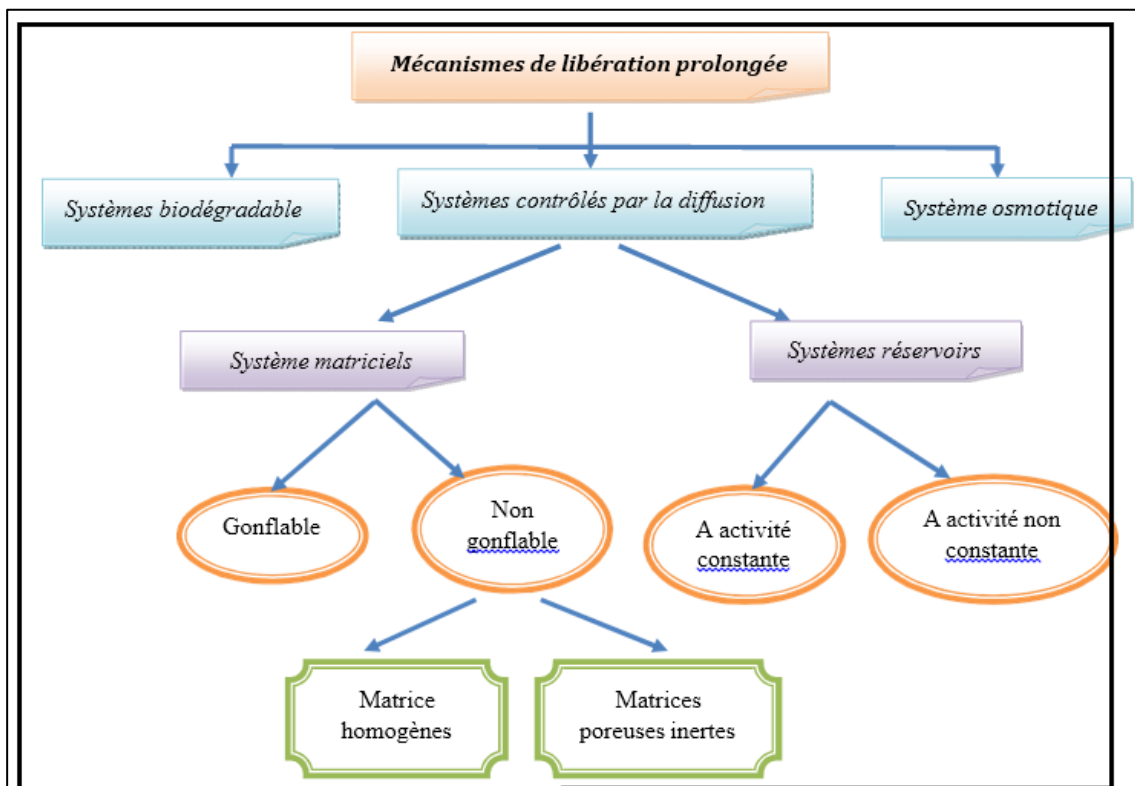 Mécanismes de libération prolongée
Systèmes biodégradable
Systèmes contrôlés par la diffusion
Système osmotique
Système matriciels
Systèmes réservoirs
Gonflable
Non
gonflable
A activité
constante
A activité non
constante
Matrice
homogènes
Matrices
poreuses inertes